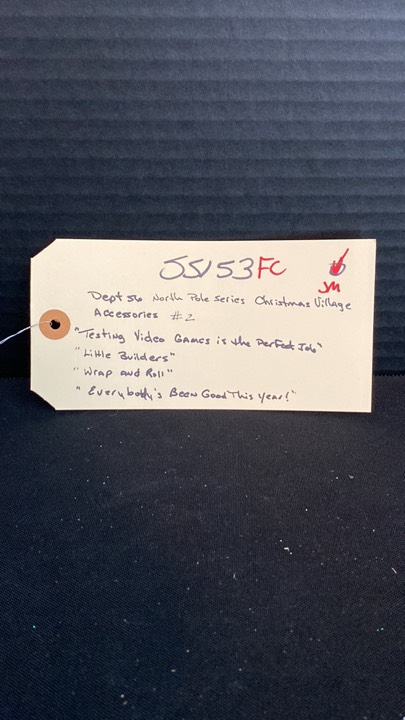 55153FC
SM
Dept 56 North Pole Series Christmas Village
Accessories #2
"Testing Video Games is the Perfect Job"
"Little Builders"
"Wrap and Roll"
"Everybody's Been Good This Year!"